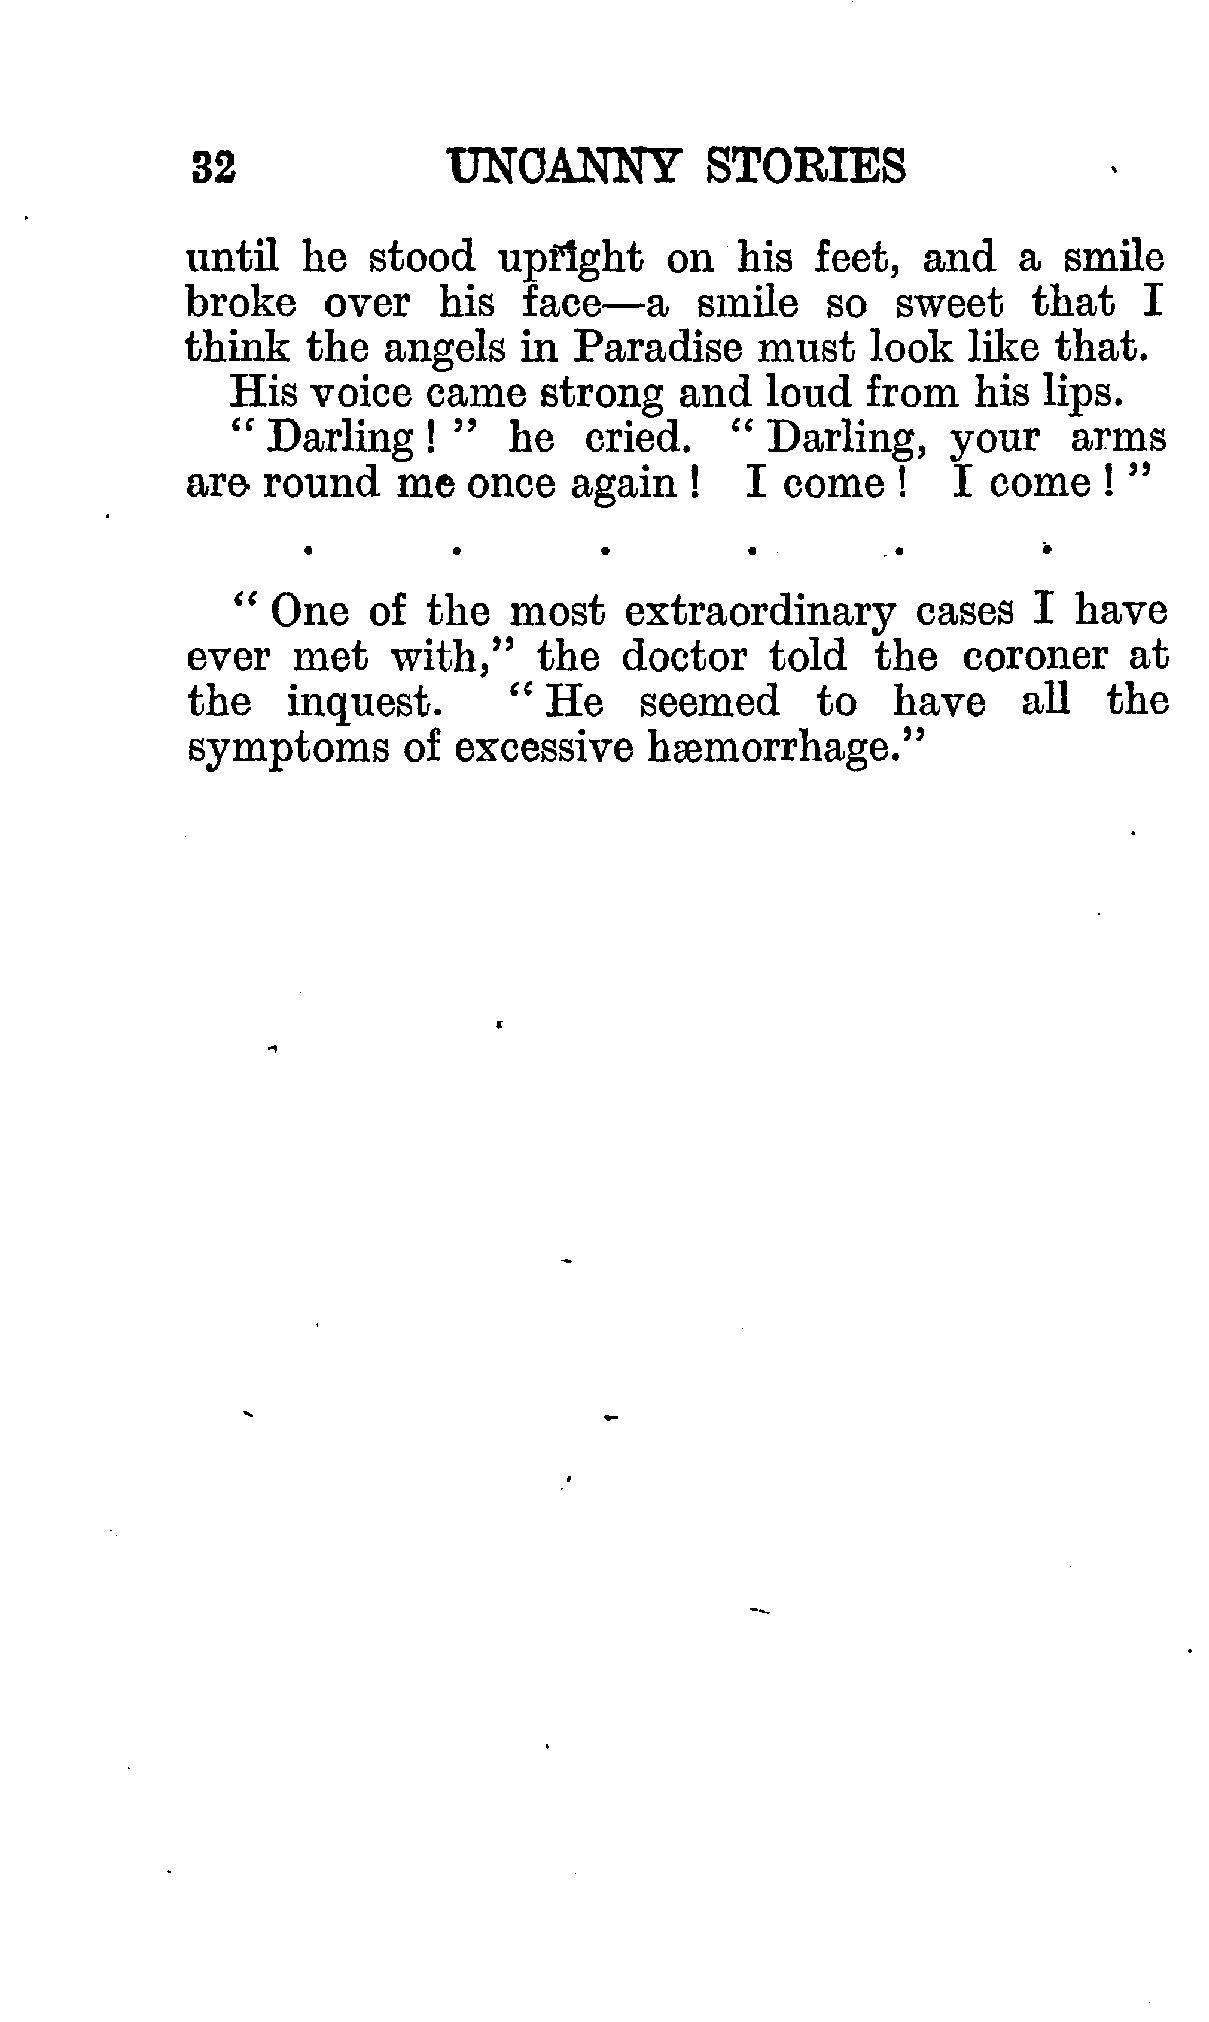 32 UNCANNY STORIES
until he stood upright on his feet, and a smile
broke over his face—a smile so sweet that I
think the angels in Paradise must look like that.
His voice came strong and loud from his lips.
“ Darling ! ” he cried. “ Darling, your arms
are round me once again ! I come ! I come ! ”
. . . . . .
“ One of the most extraordinary cases I have
ever met with,” the doctor told the coroner at
the inquest. “ He seemed to have all the
symptoms of excessive hæmorrhage.”